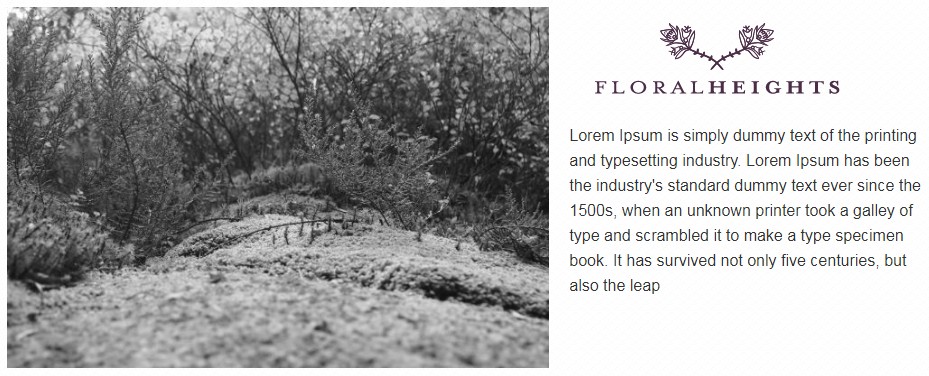 FLORALHEIGHTS
Lorem Ipsum is simply dummy text of the printing
and typesetting industry. Lorem Ipsum has been
the industry's standard dummy text ever since the
1500s, when an unknown printer took a galley of
type and scrambled it to make a type specimen
book. It has survived not only five centuries, but
also the leap